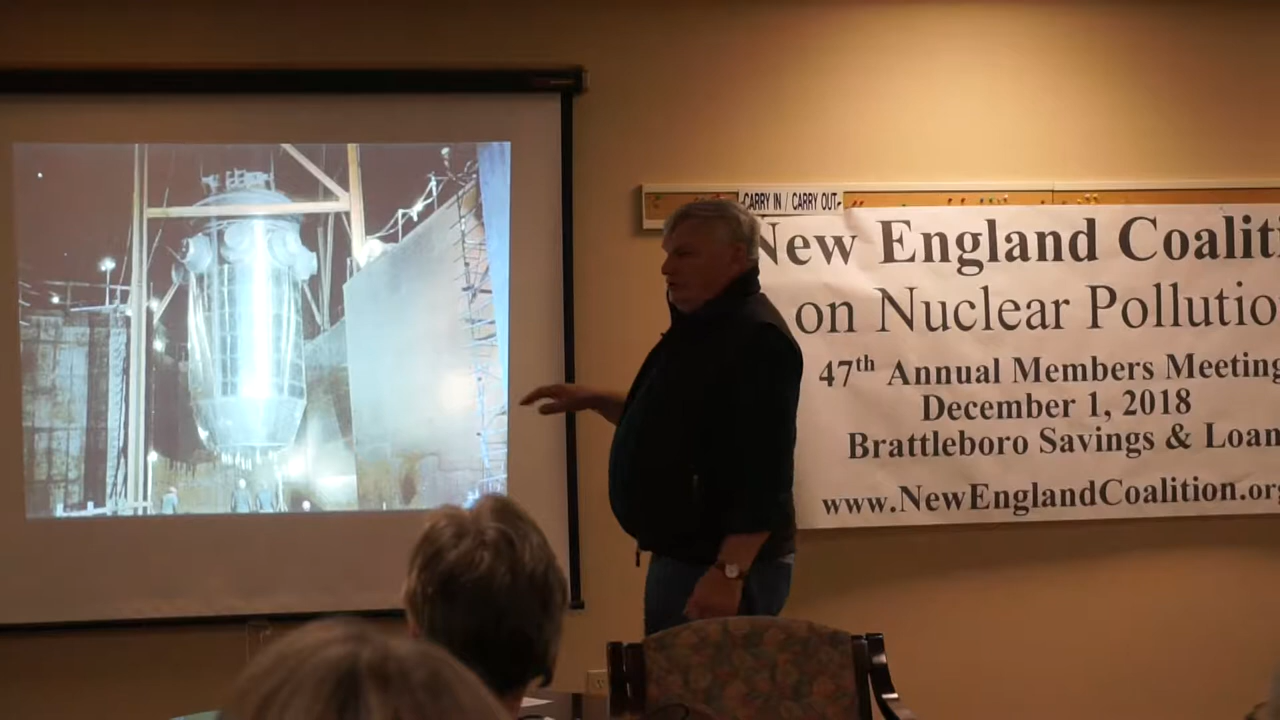 CARRY IN / CARRY OUT
New England Coaliti
on Nuclear Pollutio
47th Annual Members Meeting
December 1, 2018
Brattleboro Savings & Loan
www.NewEnglandCoalition.org